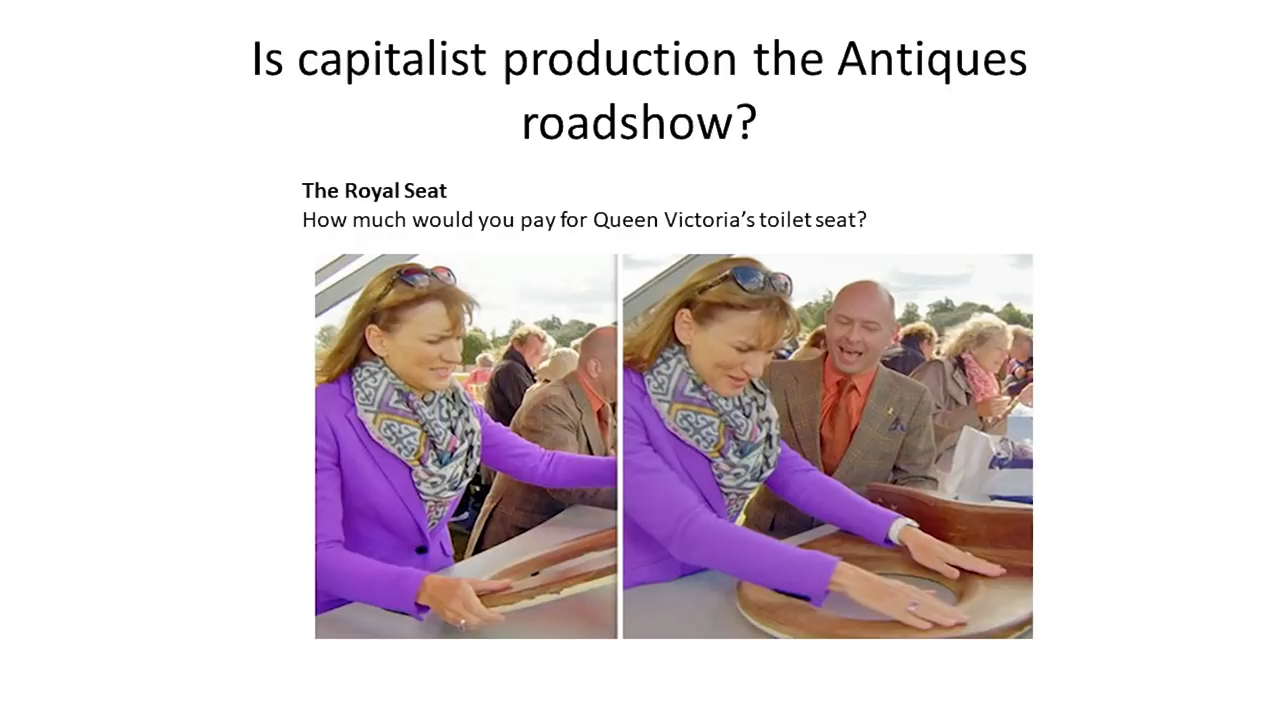 Is capitalist production the Antiques
roadshow?
The Royal Seat
How much would you pay for Queen Victoria's toilet seat?